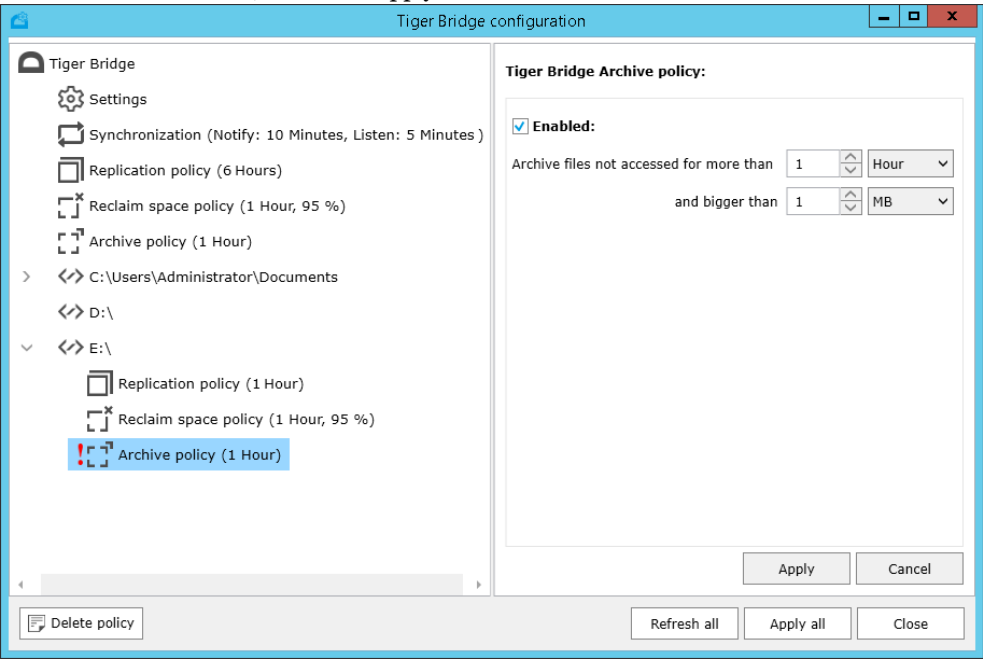 Tiger Bridge configuration
Tiger Bridge
Settings
Synchronization (Notify: 10 Minutes, Listen: 5 Minutes )
Replication policy (6 Hours)
Reclaim space policy (1 Hour, 95 %)
Archive policy (1 Hour)
C:\Users\Administrator\Documents
D:\
E:\
Replication policy (1 Hour)
Reclaim space policy (1 Hour, 95 %)
! Archive policy (1 Hour)
Delete policy
Tiger Bridge Archive policy:
Enabled:
Archive files not accessed for more than 1 Hour
and bigger than 1 MB
Apply Cancel
Refresh all Apply all Close